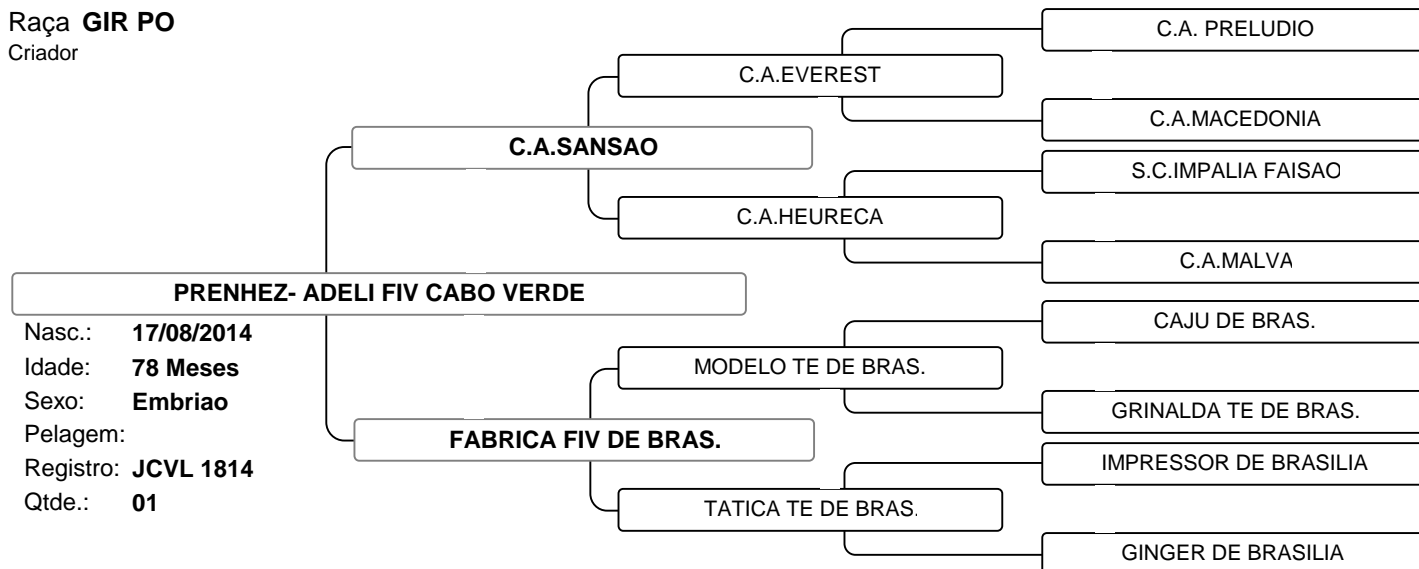 Raça GIR PO
Criador
C.A. PRELUDIO
C.A.EVEREST
C.A.MACEDONIA
C.A.SANSAO
S.C.IMPALIA FAISAO
C.A.HEURECA
C.A.MALVA
PRENHEZ- ADELI FIV CABO VERDE
Nasc.: 17/08/2014
Idade: 78 Meses
Sexo: Embriao
Pelagem:
Registro: JCVL 1814
Qtde.: 01
CAJU DE BRAS.
MODELO TE DE BRAS.
GRINALDA TE DE BRAS.
FABRICA FIV DE BRAS.
IMPRESSOR DE BRASILIA
TATICA TE DE BRAS.
GINGER DE BRASILIA